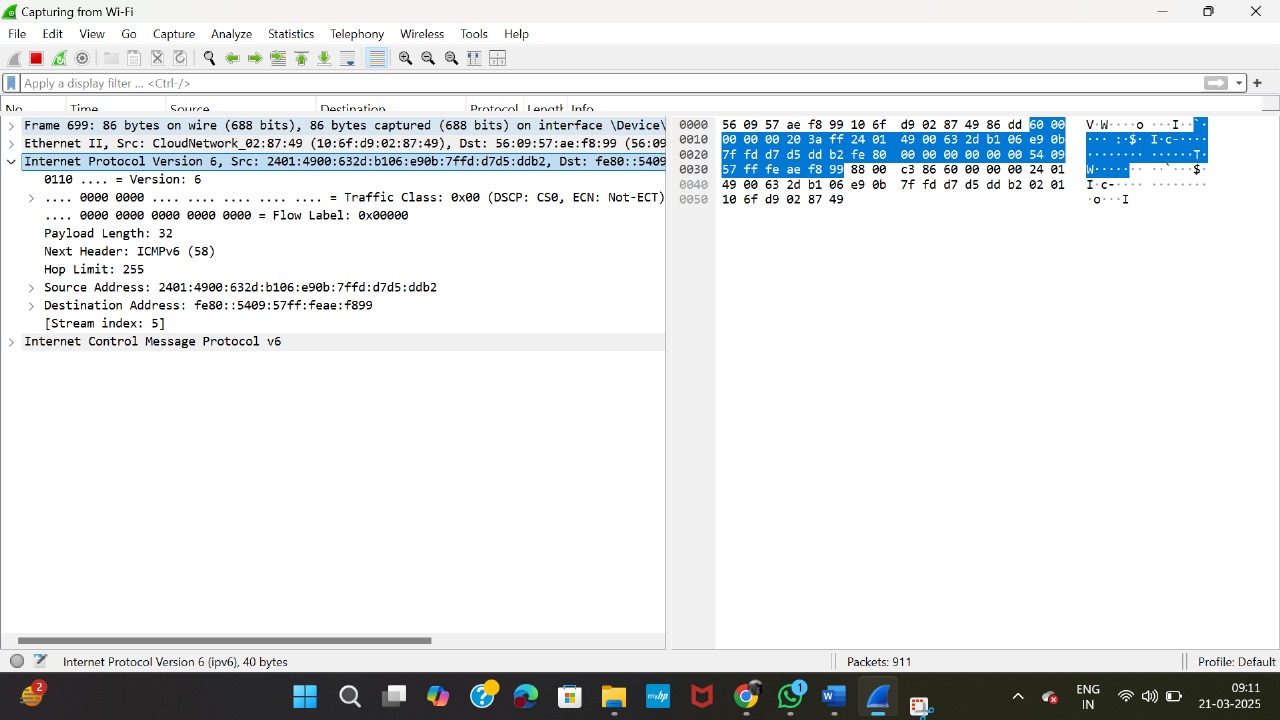 Capturing from Wi-Fi
File Edit View Go Capture Analyze Statistics Telephony Wireless Tools Help
Apply a display filter ... <Ctrl-/>
No. Time Source Destination Protocol Length Info
Frame 699: 86 bytes on wire (688 bits), 86 bytes captured (688 bits) on interface \Device\
Ethernet II, Src: CloudNetwork_02:87:49 (10:6f:d9:02:87:49), Dst: 56:09:57:ae:f8:99 (56:09
Internet Protocol Version 6, Src: 2401:4900:632d:b106:e90b:7ffd:d7d5:ddb2, Dst: fe80::5409
0110 .... = Version: 6
.... 0000 0000 .... .... .... .... .... = Traffic Class: 0x00 (DSCP: CS0, ECN: Not-ECT)
.... 0000 0000 0000 0000 0000 = Flow Label: 0x00000
Payload Length: 32
Next Header: ICMPv6 (58)
Hop Limit: 255
Source Address: 2401:4900:632d:b106:e90b:7ffd:d7d5:ddb2
Destination Address: fe80::5409:57ff:feae:f899
[Stream index: 5]
Internet Control Message Protocol v6
0000 56 09 57 ae f8 99 10 6f d9 02 87 49 86 dd 60 00 V·W····o ···I··`·
0010 00 00 00 20 3a ff 24 01 49 00 63 2d b1 06 e9 0b ··· :·$· I·c-····
0020 7f fd d7 d5 dd b2 fe 80 00 00 00 00 00 00 54 09 ········ ······T·
0030 57 ff fe ae f8 99 88 00 c3 86 60 00 00 00 24 01 W······· ··`···$·
0040 49 00 63 2d b1 06 e9 0b 7f fd d7 d5 dd b2 02 01 I·c-···· ········
0050 10 6f d9 02 87 49 ·o···I
Internet Protocol Version 6 (ipv6), 40 bytes
Packets: 911
Profile: Default
2
myhp
1
ENG
IN
09:11
21-03-2025